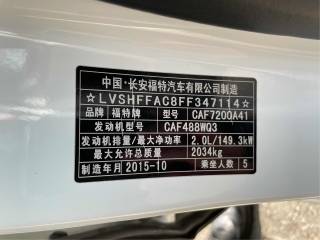 中国·长安福特汽车有限公司制造
☆LVSHFFAC8FF347114☆
品牌 福特牌 型号 CAF7200A41
发动机型号 CAF488WQ3
发动机排量/最大净功率 2.0L/149.3kW
最大允许总质量 2034kg
制造年月 2015-10 乘坐人数 5